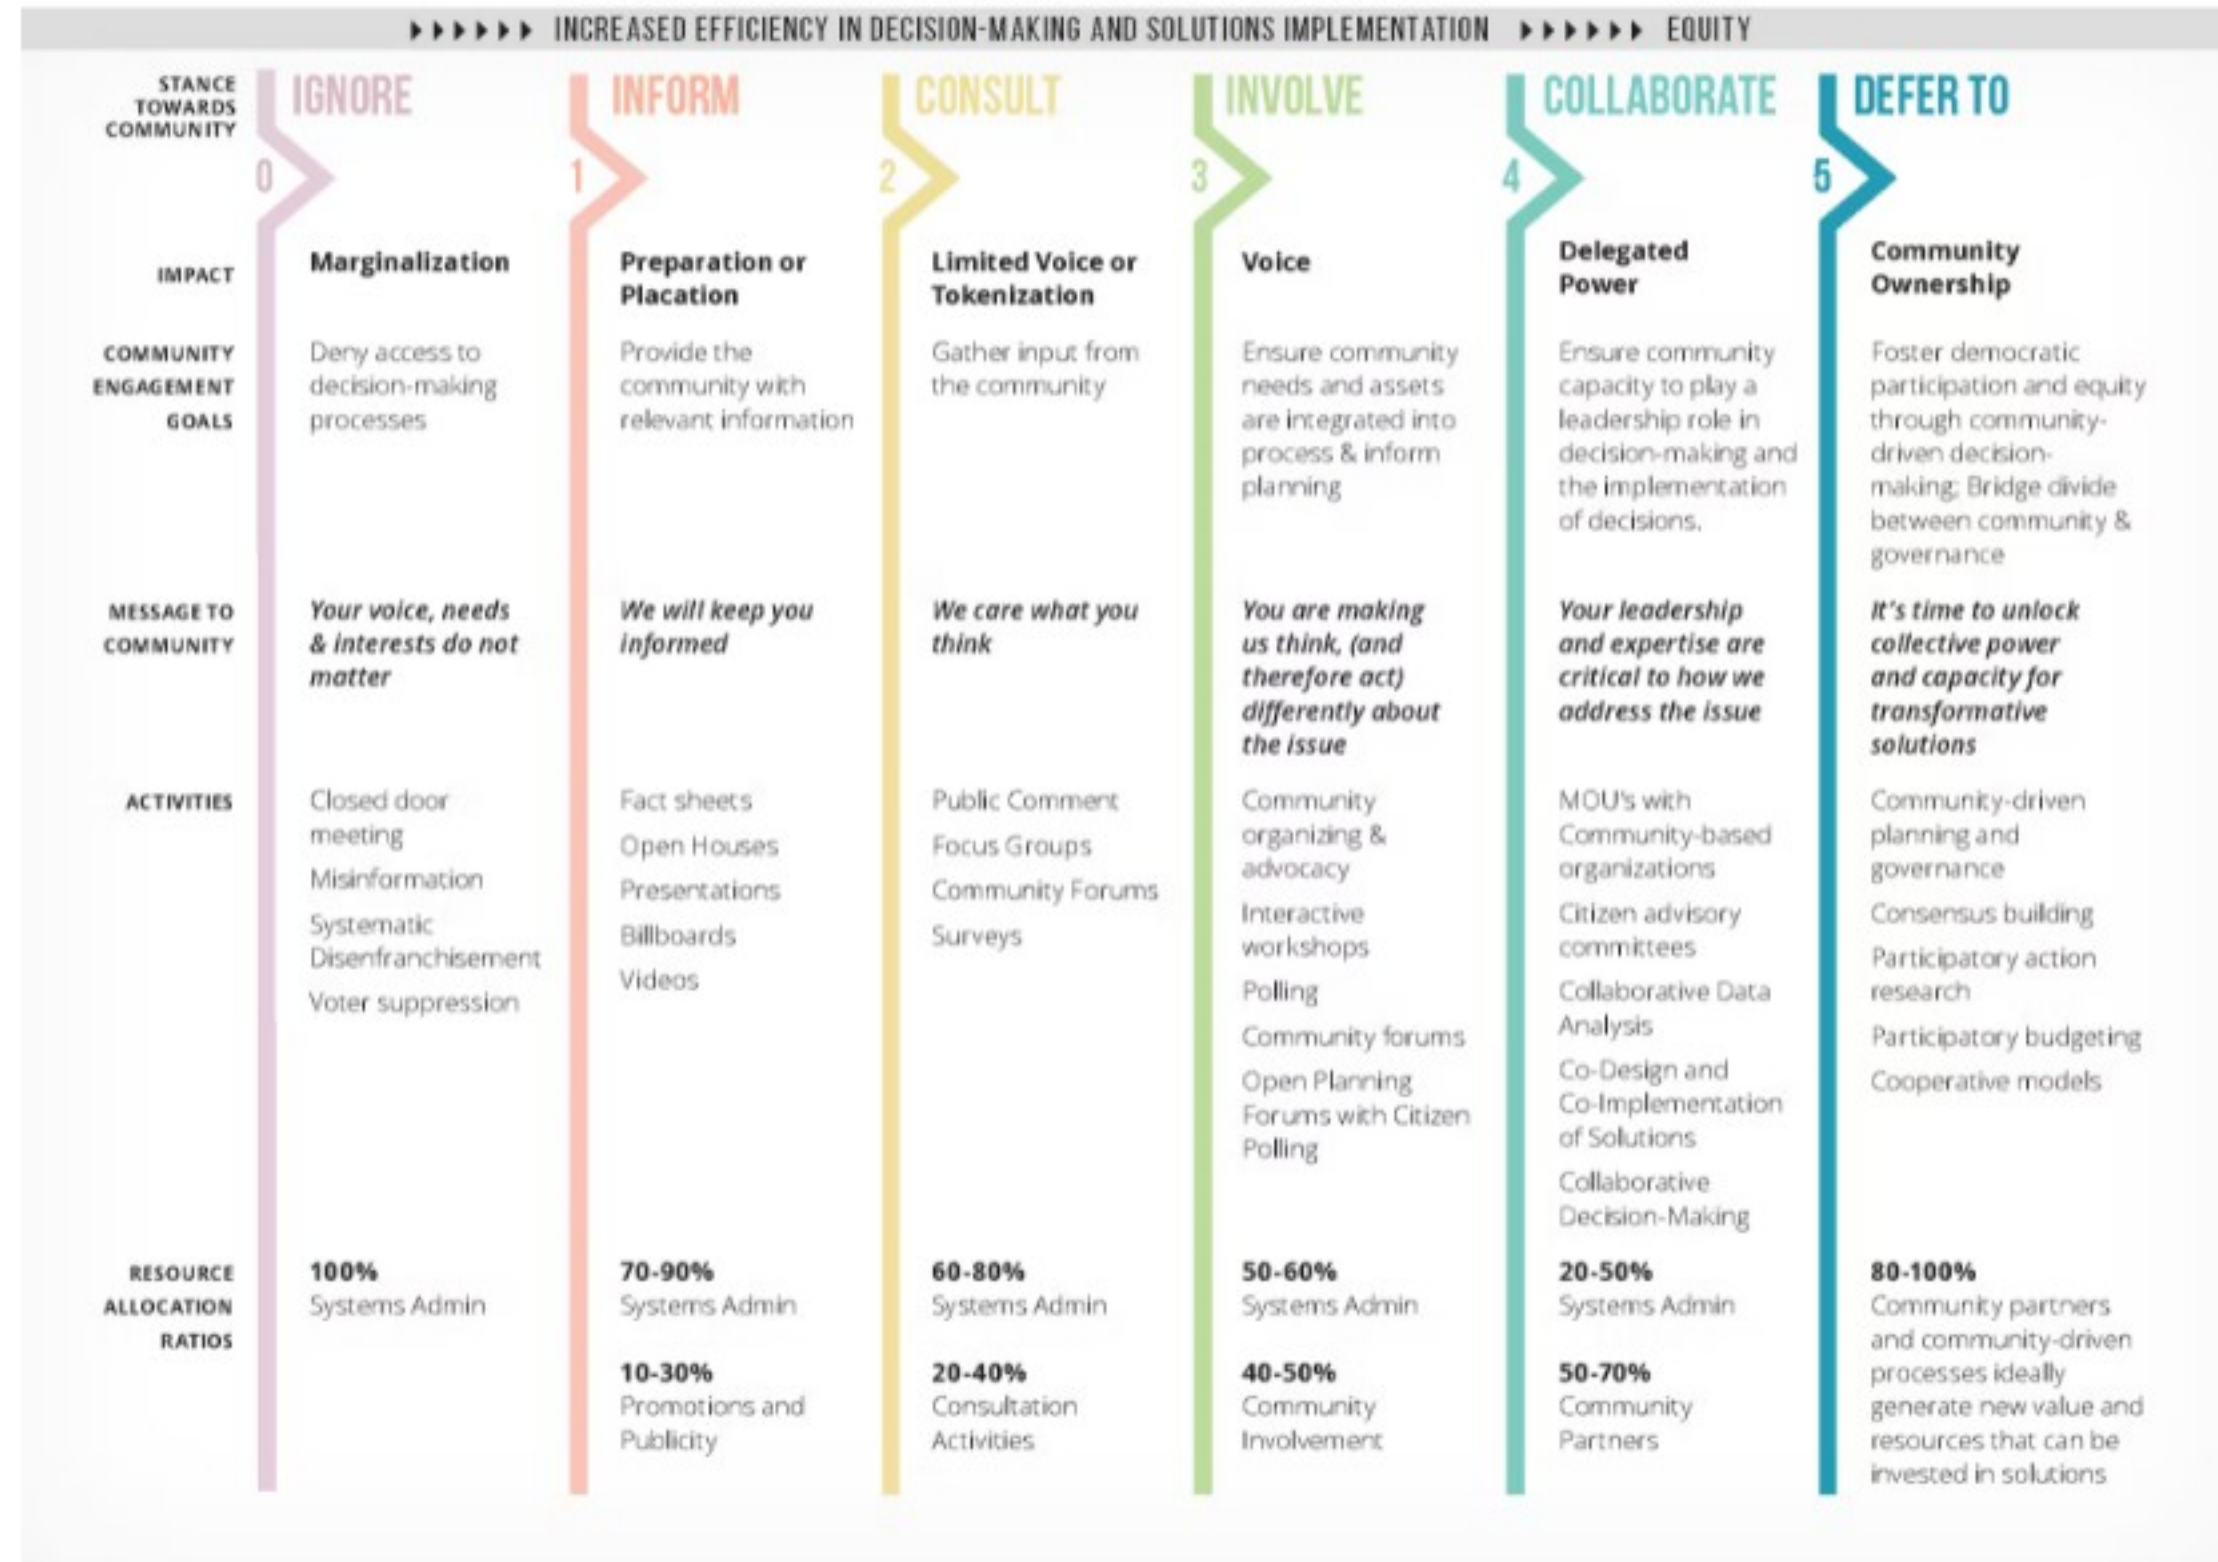 ▶▶▶▶▶▶ INCREASED EFFICIENCY IN DECISION-MAKING AND SOLUTIONS IMPLEMENTATION ▶▶▶▶▶▶ EQUITY
STANCE
TOWARDS
COMMUNITY
IGNORE
0
INFORM
1
CONSULT
2
INVOLVE
3
COLLABORATE
4
DEFER TO
5
IMPACT
Marginalization
Preparation or
Placation
Limited Voice or
Tokenization
Voice
Delegated
Power
Community
Ownership
COMMUNITY
ENGAGEMENT
GOALS
Deny access to
decision-making
processes
Provide the
community with
relevant information
Gather input from
the community
Ensure community
needs and assets
are integrated into
process & inform
planning
Ensure community
capacity to play a
leadership role in
decision-making and
the implementation
of decisions.
Foster democratic
participation and equity
through community-
driven decision-
making; Bridge divide
between community &
governance
MESSAGE TO
COMMUNITY
Your voice, needs
& interests do not
matter
We will keep you
informed
We care what you
think
You are making
us think, (and
therefore act)
differently about
the issue
Your leadership
and expertise are
critical to how we
address the issue
It's time to unlock
collective power
and capacity for
transformative
solutions
ACTIVITIES
Closed door
meeting
Misinformation
Systematic
Disenfranchisement
Voter suppression
Fact sheets
Open Houses
Presentations
Billboards
Videos
Public Comment
Focus Groups
Community Forums
Surveys
Community
organizing &
advocacy
Interactive
workshops
Polling
Community forums
Open Planning
Forums with Citizen
Polling
MOU's with
Community-based
organizations
Citizen advisory
committees
Collaborative Data
Analysis
Co-Design and
Co-Implementation
of Solutions
Collaborative
Decision-Making
Community-driven
planning and
governance
Consensus building
Participatory action
research
Participatory budgeting
Cooperative models
RESOURCE
ALLOCATION
RATIOS
100%
Systems Admin
70-90%
Systems Admin
10-30%
Promotions and
Publicity
60-80%
Systems Admin
20-40%
Consultation
Activities
50-60%
Systems Admin
40-50%
Community
Involvement
20-50%
Systems Admin
50-70%
Community
Partners
80-100%
Community partners
and community-driven
processes ideally
generate new value and
resources that can be
invested in solutions